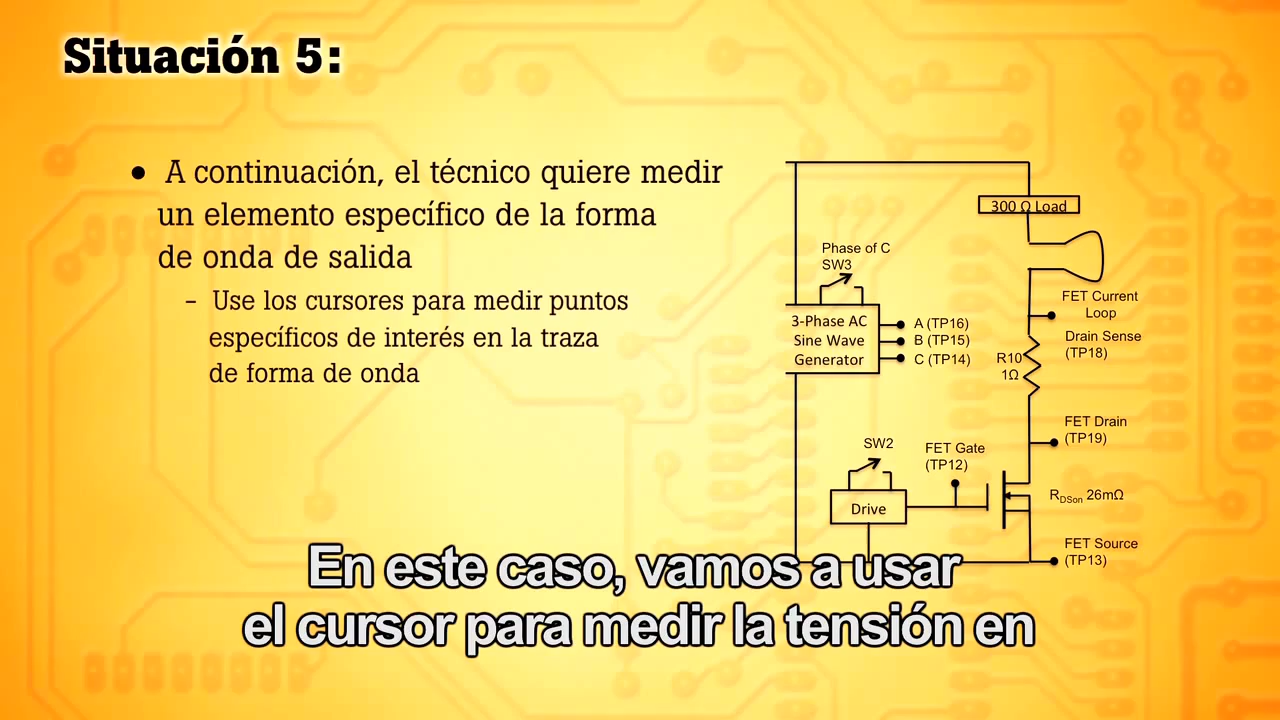 Situación 5:
• A continuación, el técnico quiere medir
un elemento específico de la forma
de onda de salida
– Use los cursores para medir puntos
específicos de interés en la traza
de forma de onda
300 Ω Load
Phase of C
SW3
FET Current
Loop
3-Phase AC
Sine Wave
Generator
A (TP16)
B (TP15)
C (TP14)
Drain Sense
(TP18)
R10
1Ω
FET Drain
(TP19)
SW2
FET Gate
(TP12)
Drive
RDSon 26mΩ
FET Source
(TP13)
En este caso, vamos a usar
el cursor para medir la tensión en